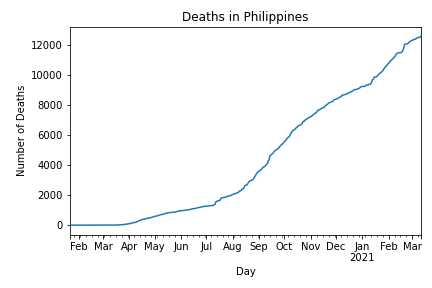 Deaths in Philippines
Number of Deaths
12000
10000
8000
6000
4000
2000
0
Feb Mar Apr May Jun Jul Aug Sep Oct Nov Dec Jan Feb Mar
2021
Day